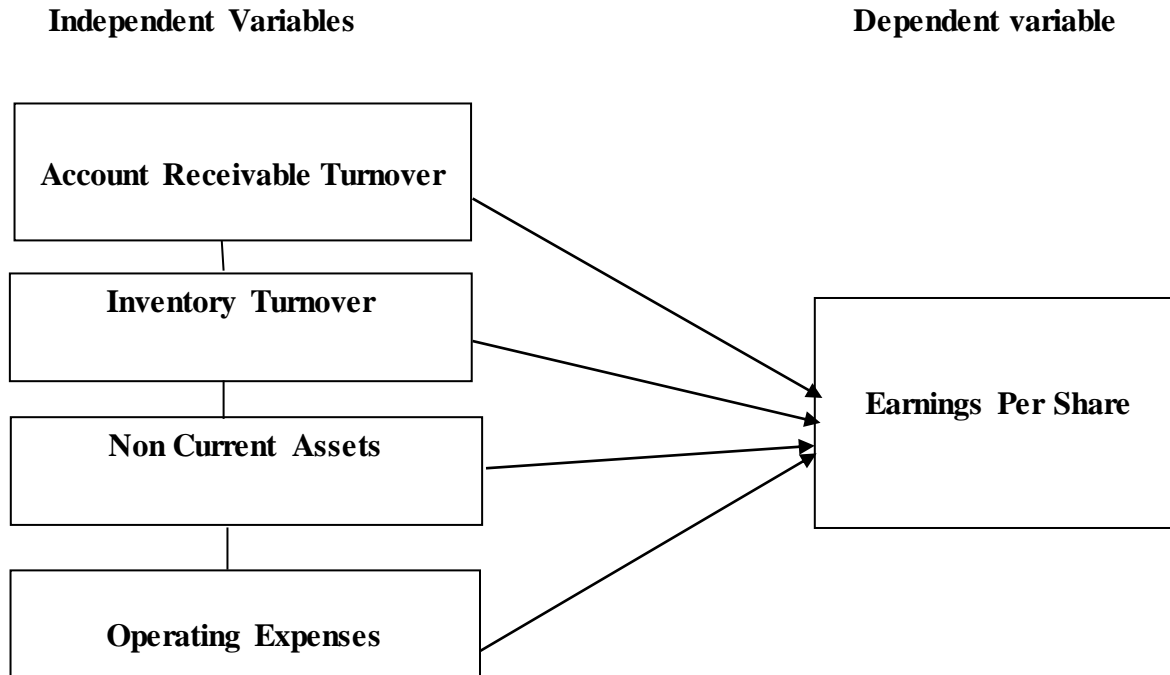 Independent Variables
Dependent variable
Account Receivable Turnover
Inventory Turnover
Earnings Per Share
Non Current Assets
Operating Expenses